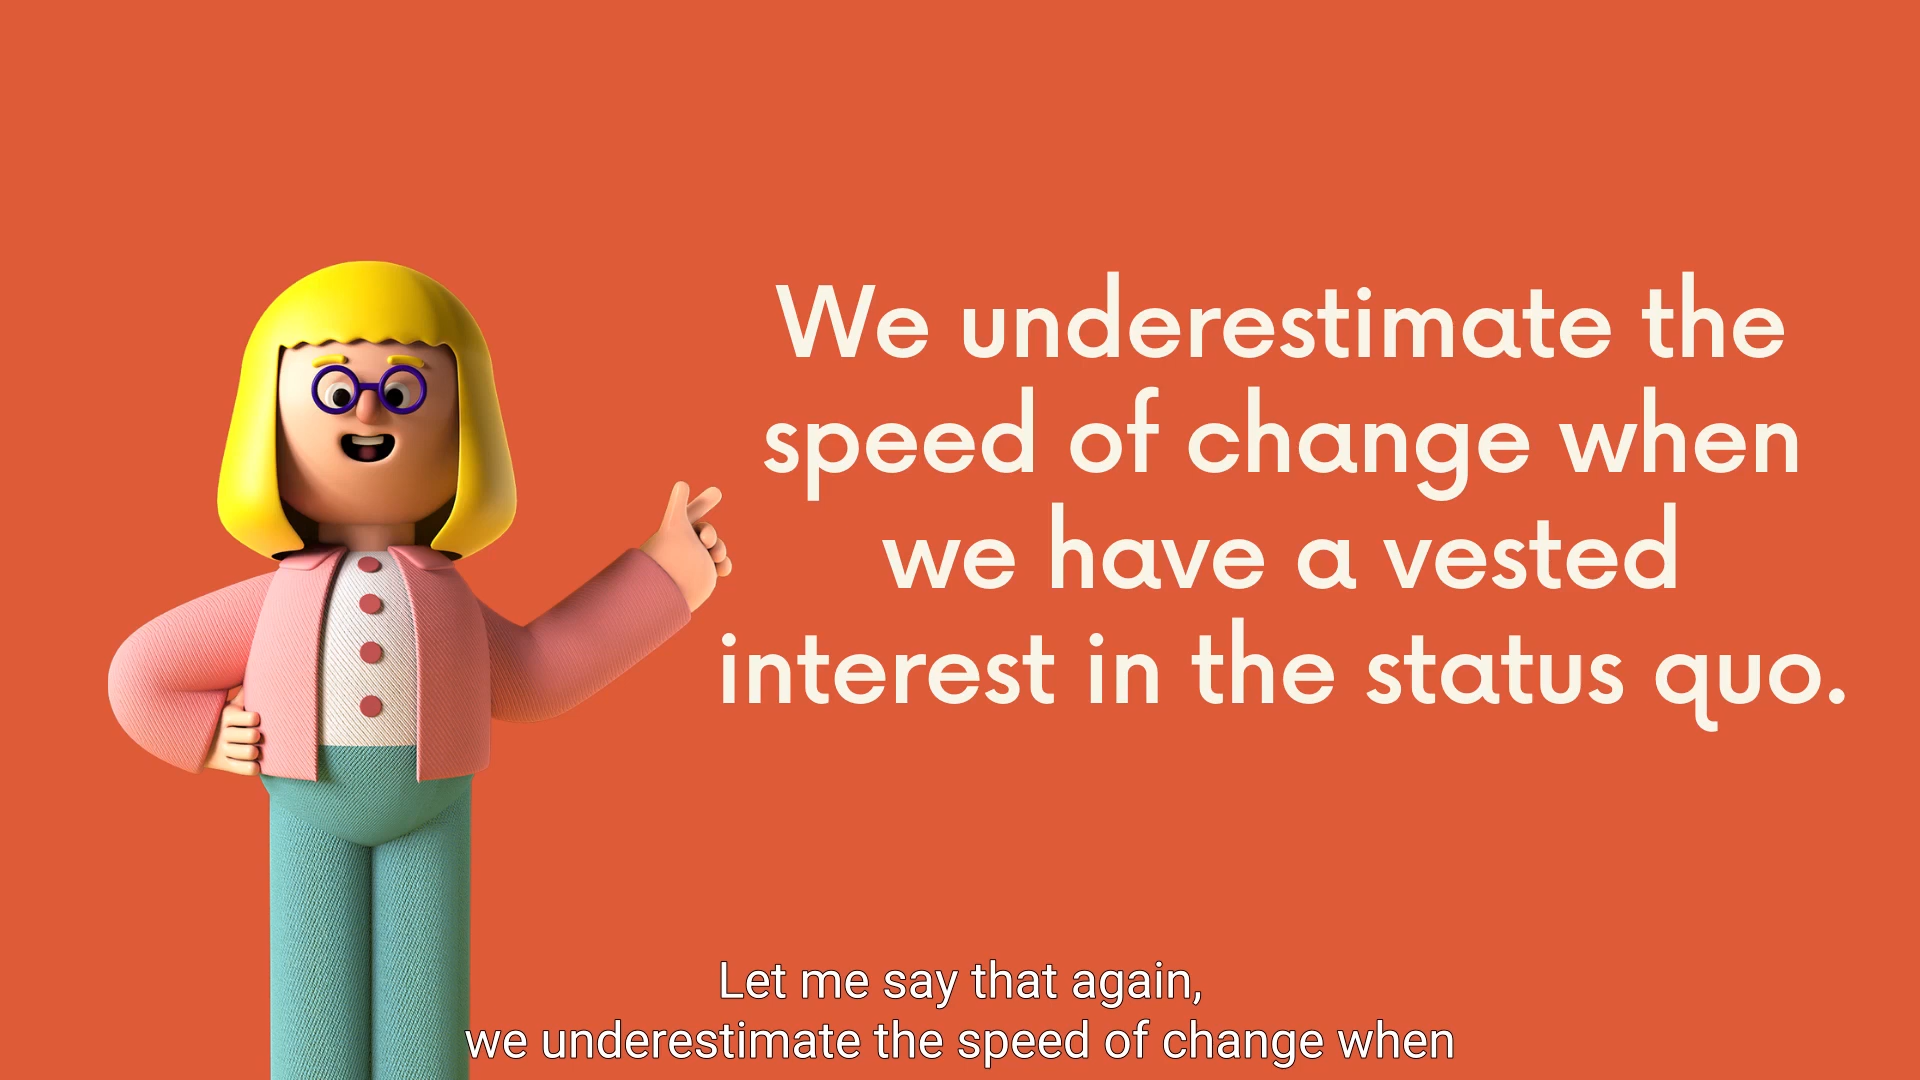 We underestimate the
speed of change when
we have a vested
interest in the status quo.
Let me say that again,
we underestimate the speed of change when